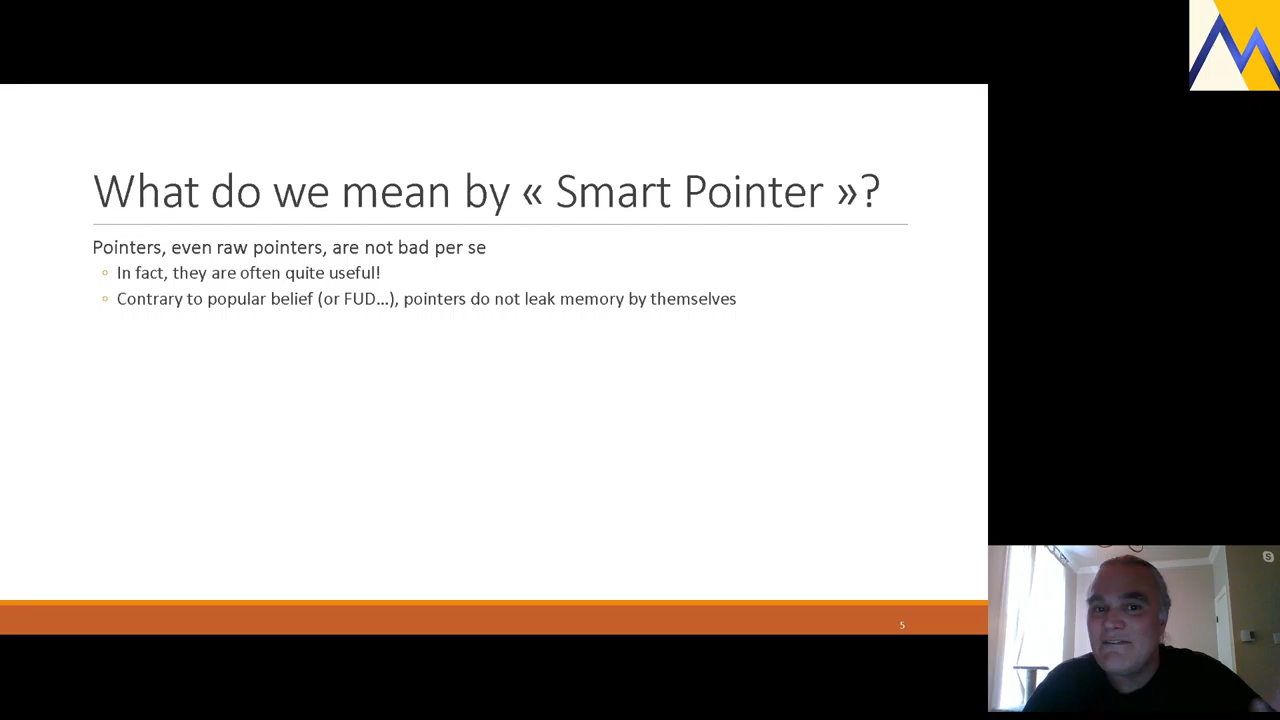 What do we mean by « Smart Pointer »?
Pointers, even raw pointers, are not bad per se
In fact, they are often quite useful!
Contrary to popular belief (or FUD…), pointers do not leak memory by themselves
5
S